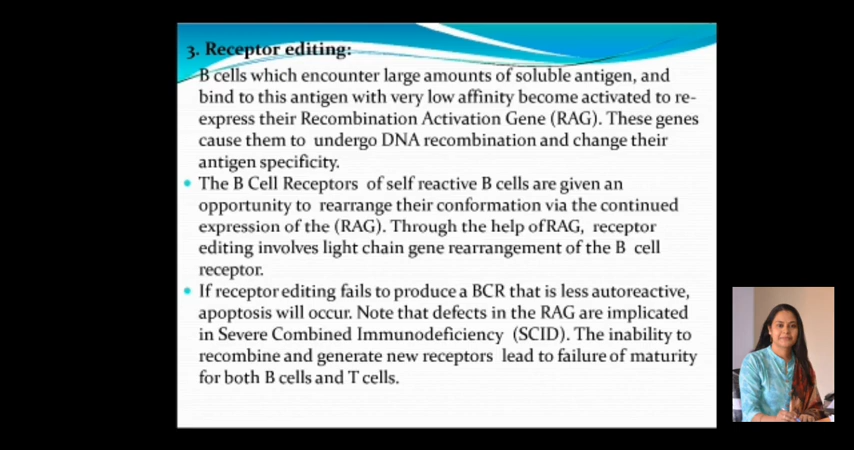 3. Receptor editing:
B cells which encounter large amounts of soluble antigen, and
bind to this antigen with very low affinity become activated to re-
express their Recombination Activation Gene (RAG). These genes
cause them to undergo DNA recombination and change their
antigen specificity.
• The B Cell Receptors of self reactive B cells are given an
opportunity to rearrange their conformation via the continued
expression of the (RAG). Through the help ofRAG, receptor
editing involves light chain gene rearrangement of the B cell
receptor.
• If receptor editing fails to produce a BCR that is less autoreactive,
apoptosis will occur. Note that defects in the RAG are implicated
in Severe Combined Immunodeficiency (SCID). The inability to
recombine and generate new receptors lead to failure of maturity
for both B cells and T cells.